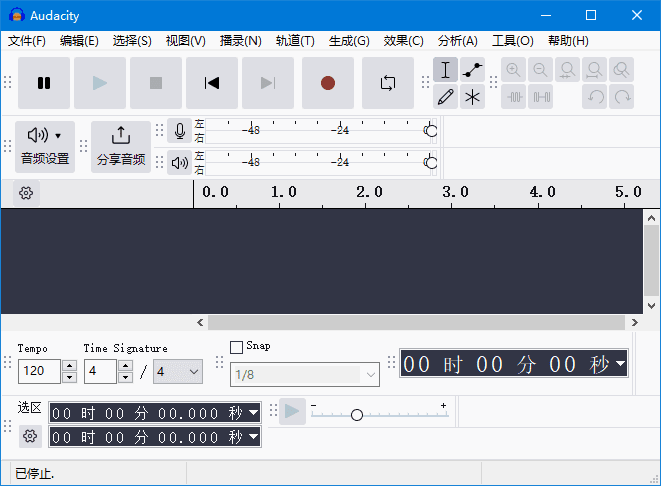 Audacity
文件(F) 编辑(E) 选择(S) 视图(V) 播录(N) 轨道(T) 生成(G) 效果(C) 分析(A) 工具(O) 帮助(H)
左 -48 -24 0
右
音频设置 分享音频
左 -48 -24 0
右
0.0 1.0 2.0 3.0 4.0 5.0
Tempo Time Signature Snap
120 4 / 4 1/8 00 时 00 分 00 秒
选区 00 时 00 分 00.000 秒 - +
00 时 00 分 00.000 秒
已停止.